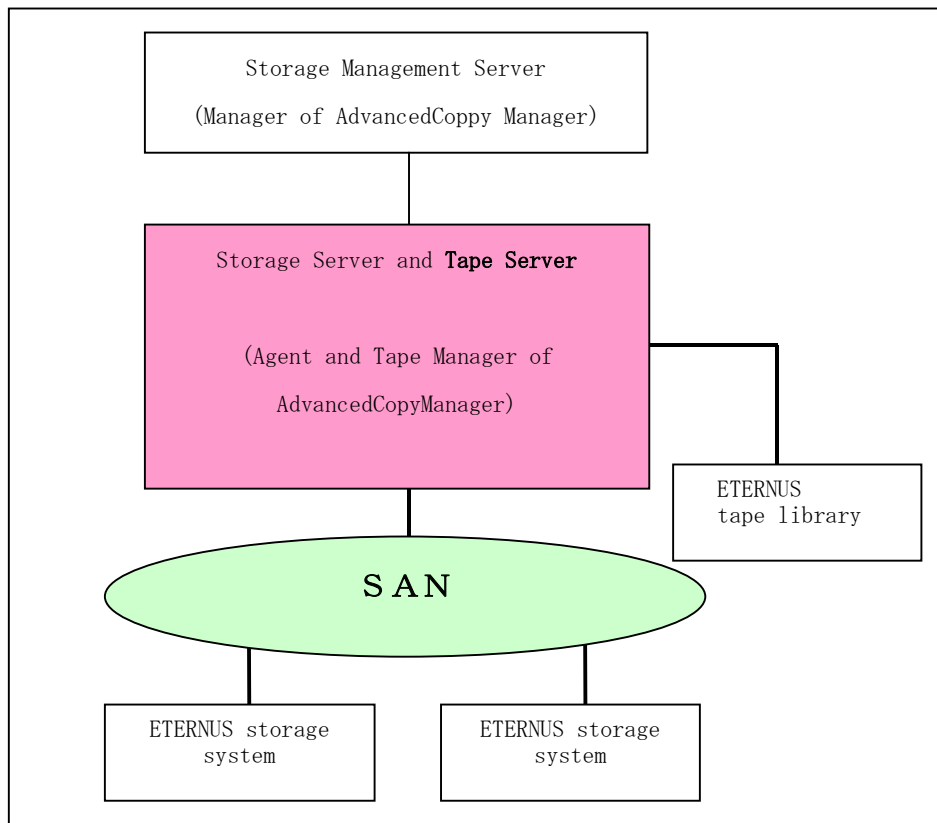 Storage Management Server
(Manager of AdvancedCoppy Manager)
Storage Server and Tape Server
(Agent and Tape Manager of
AdvancedCopyManager)
ETERNUS
tape library
SAN
ETERNUS storage
system
ETERNUS storage
system